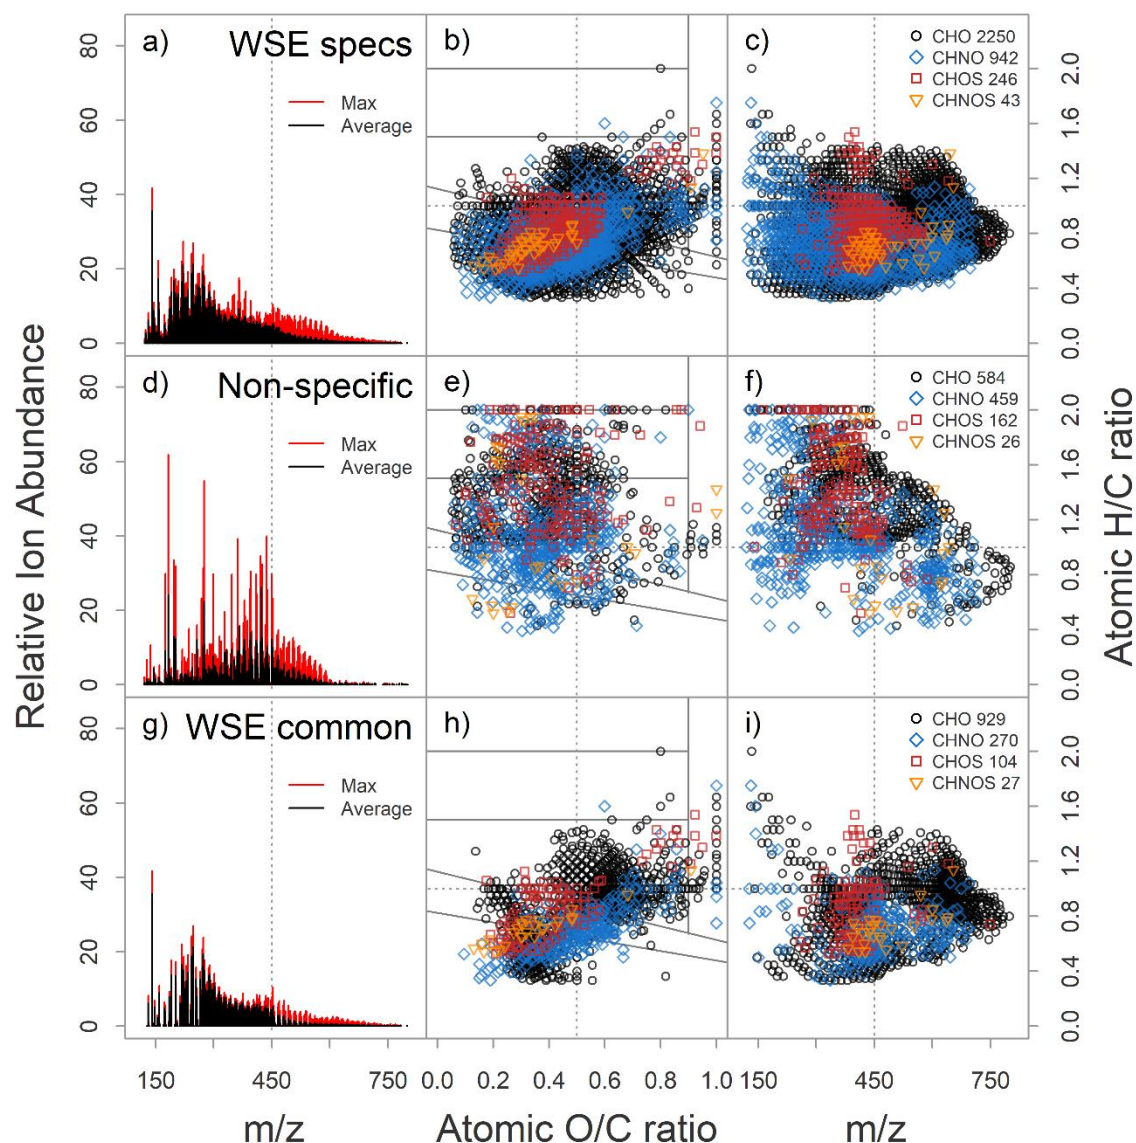 a) WSE specs
Max
Average
b)
c)
CHO 2250
CHNO 942
CHOS 246
CHNOS 43
d) Non-specific
Max
Average
e)
f)
CHO 584
CHNO 459
CHOS 162
CHNOS 26
g) WSE common
Max
Average
h)
i)
CHO 929
CHNO 270
CHOS 104
CHNOS 27
Relative Ion Abundance
80
60
40
20
0
80
60
40
20
0
80
60
40
20
0
Atomic H/C ratio
2.0
1.6
1.2
0.8
0.4
0.0
2.0
1.6
1.2
0.8
0.4
0.0
2.0
1.6
1.2
0.8
0.4
0.0
150 450 750
0.0 0.2 0.4 0.6 0.8 1.0
150 450 750
m/z
Atomic O/C ratio
m/z